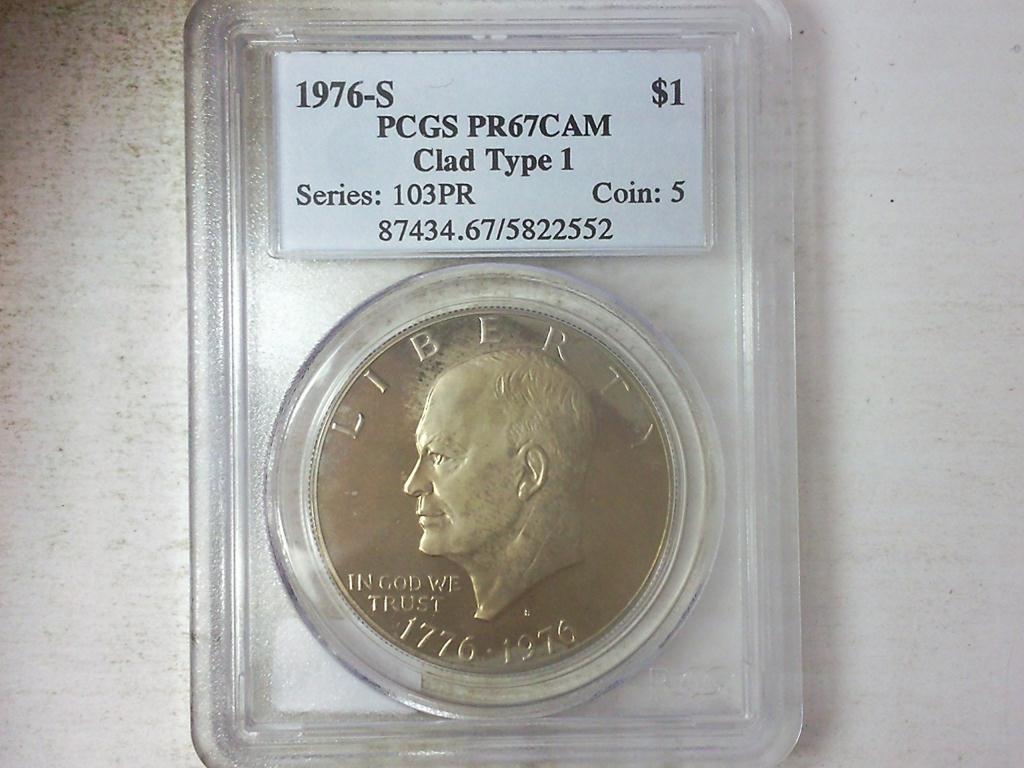 1976-S $1
PCGS PR67CAM
Clad Type 1
Series: 103PR Coin: 5
87434.67/5822552
LIBERTY
IN GOD WE
TRUST
S
1776·1976